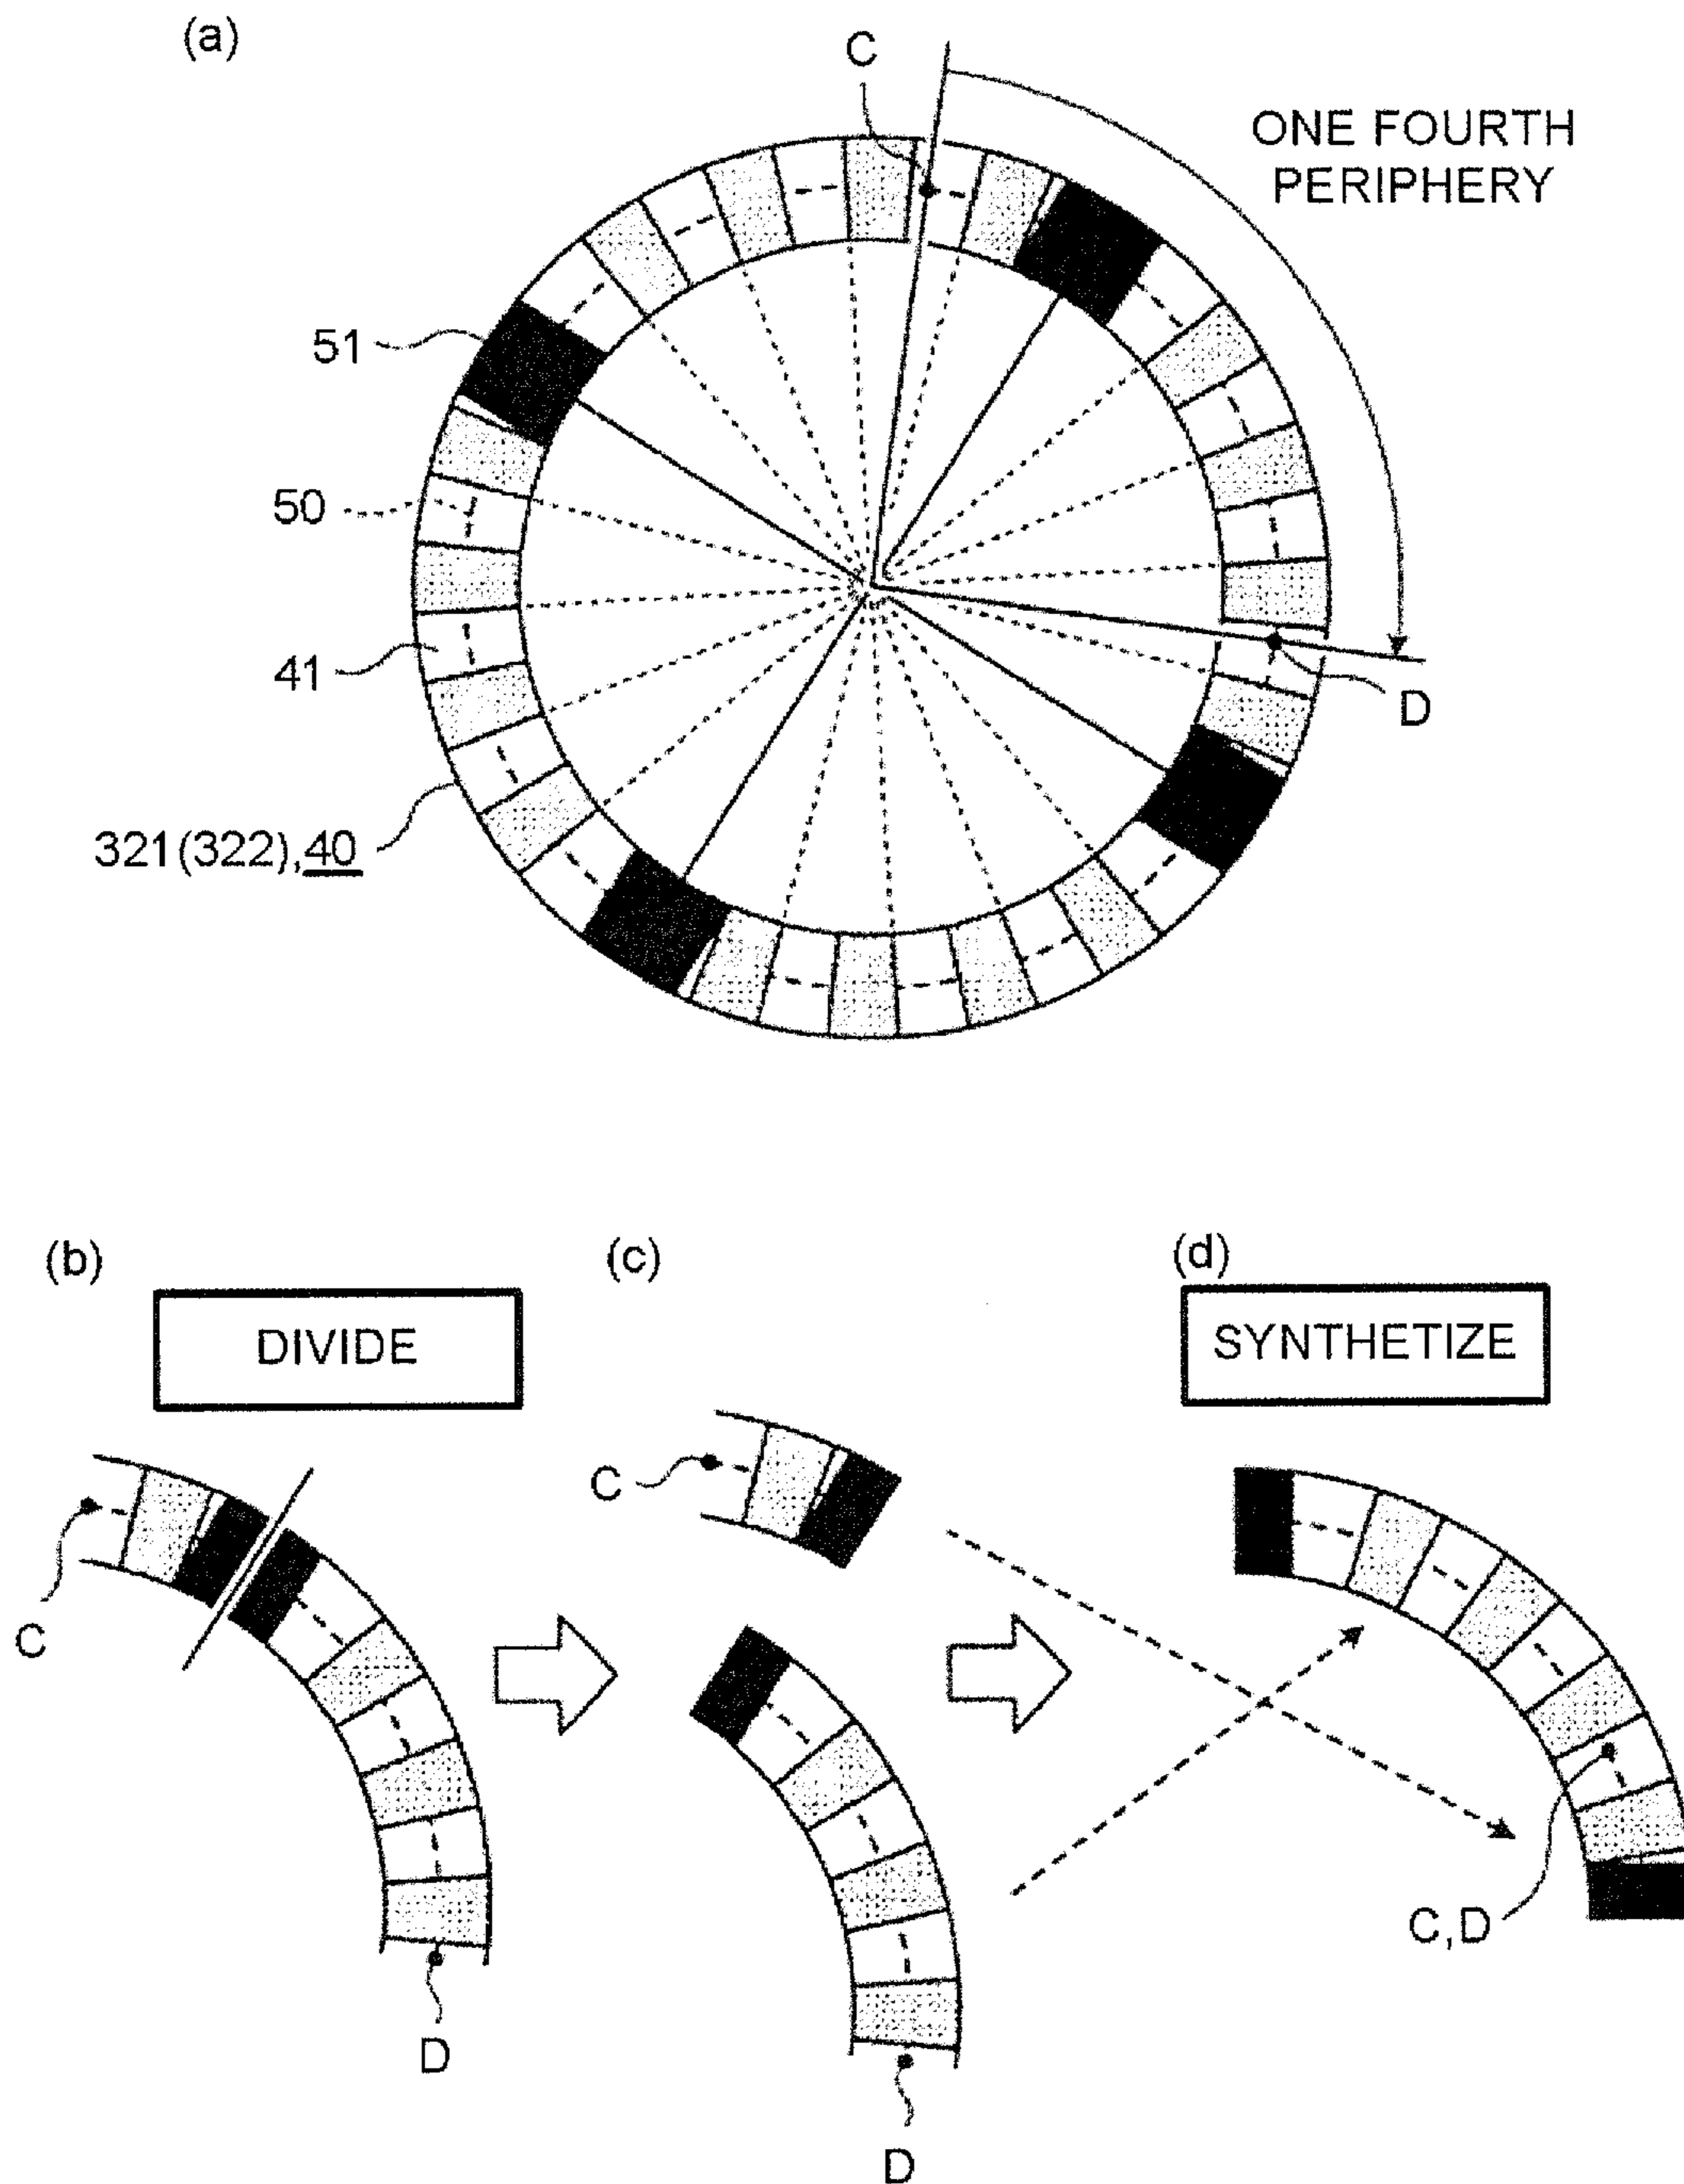 (a)
C
ONE FOURTH
PERIPHERY
51
50
41
D
321(322),40
(b)
(c)
(d)
DIVIDE
SYNTHETIZE
C
C
C,D
D
D